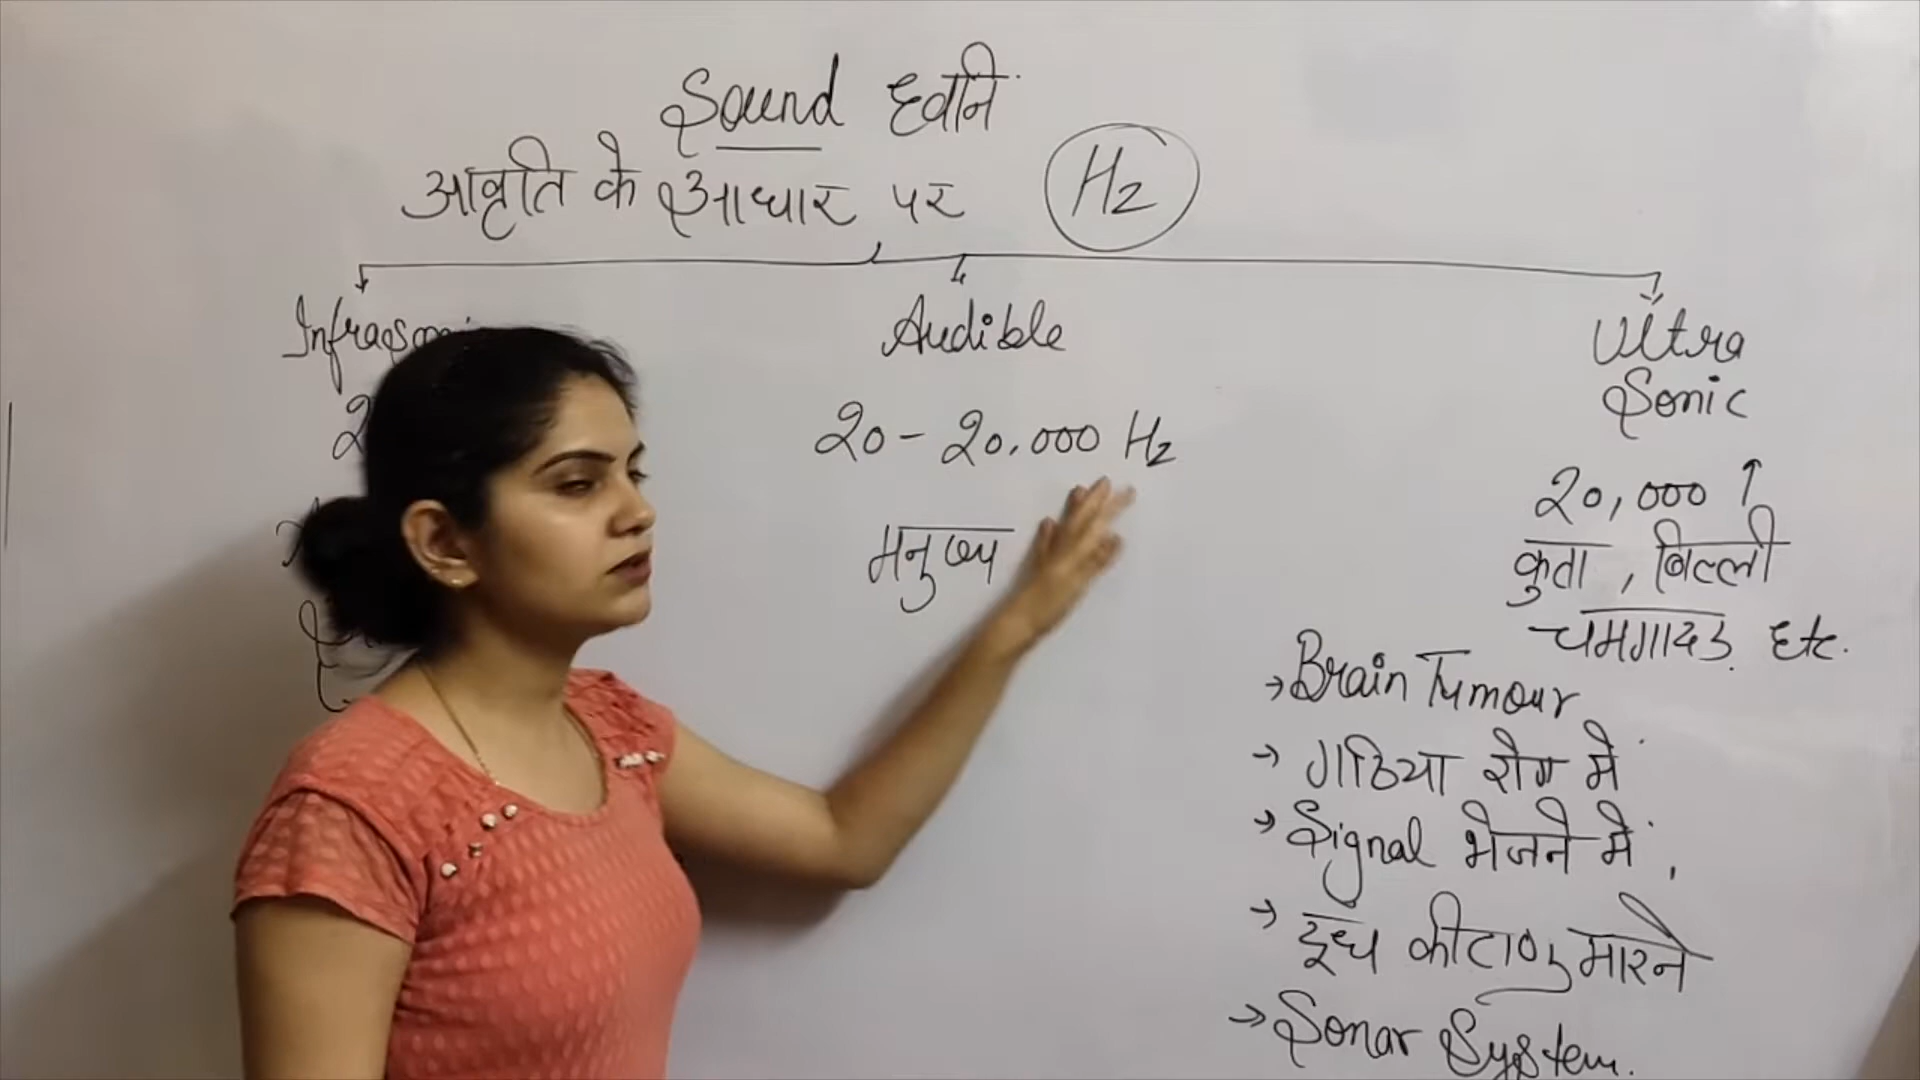 Sound ध्वनि
आवृति के आधार पर Hz
Audible
Ultra
Sonic
20-20,000 Hz
20,000 ↑
मनुष्य
कुता , बिल्ली
चमगादड़ etc.
→ Brain Tumour
→ गठिया रोग में
→ Signal भेजने में ,
→ दूध कीटाणु मारने
→ Sonar System.